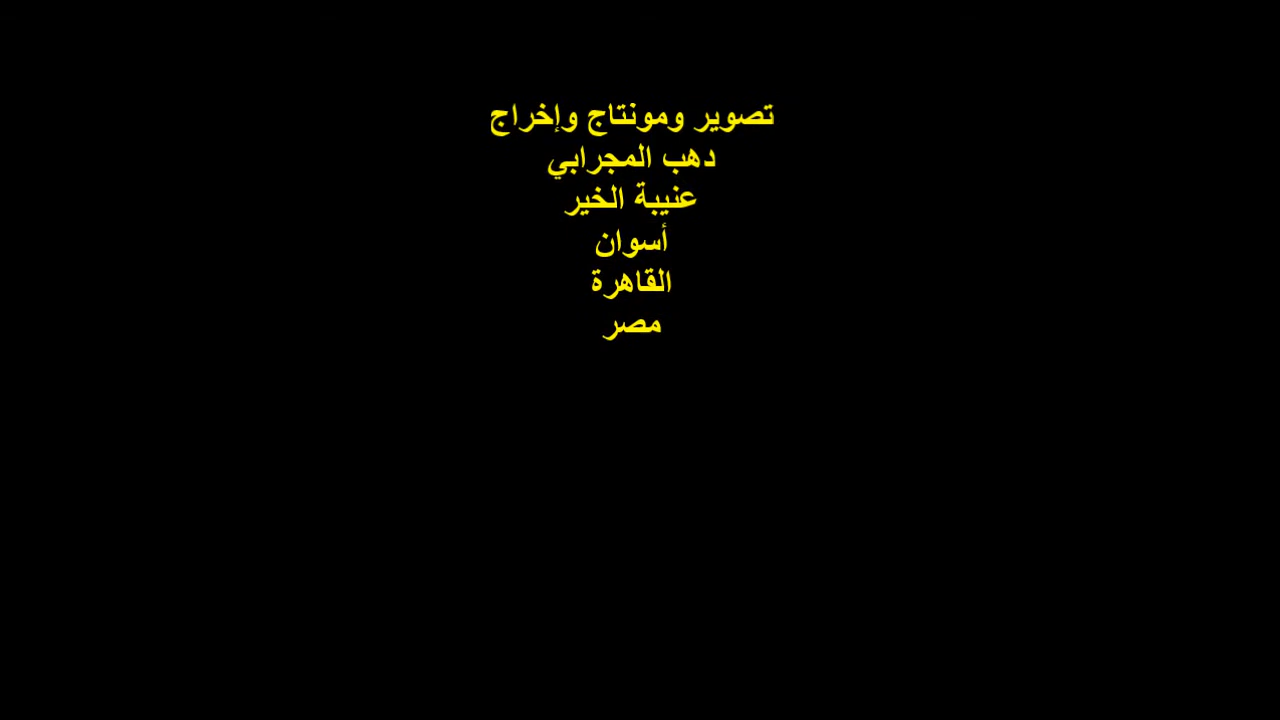 تصوير ومونتاج وإخراج
دهب المجرابي
عنيبة الخير
أسوان
القاهرة
مصر